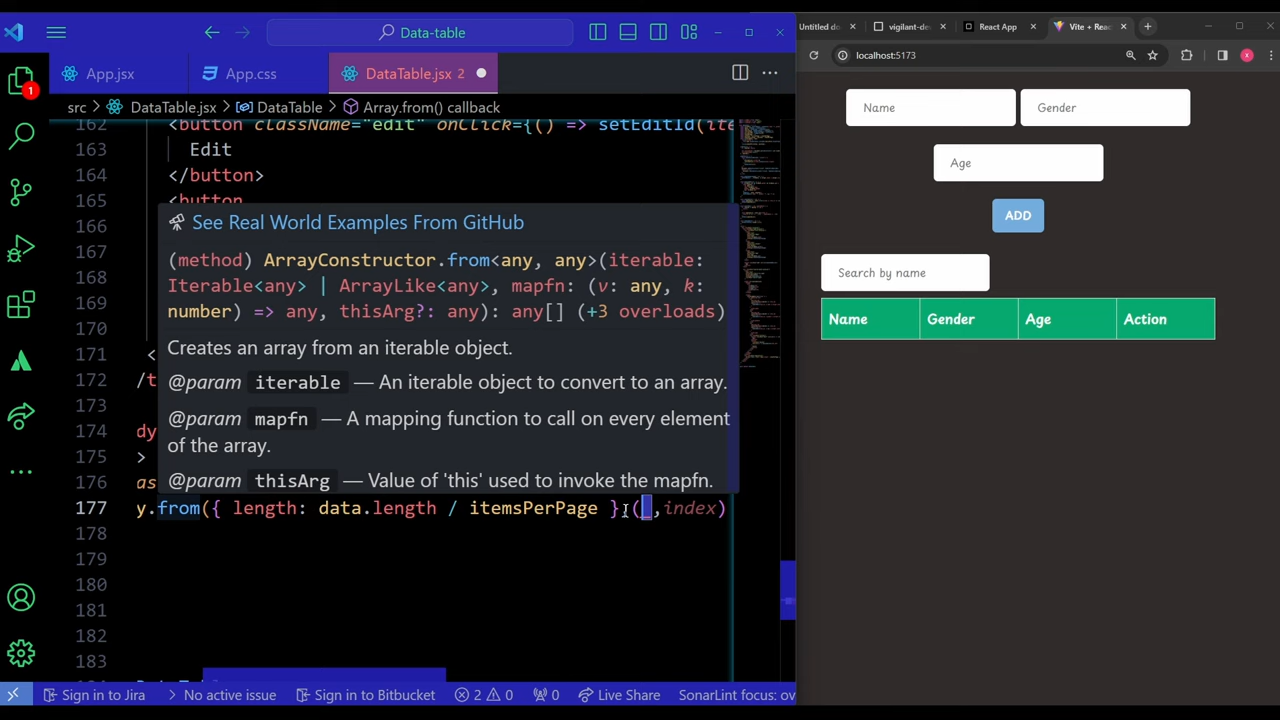 Data-table
Untitled do
vigilant-de
React App
Vite + Rea
localhost:5173
App.jsx
App.css
DataTable.jsx 2
src > DataTable.jsx > DataTable > Array.from() callback
1
162 <button className="edit" onClick={() => setEditId(ite
163 Edit
164 </button>
165 <button
166
167
168
169
170
171 <
172 /t
173
174 dy
175 >
176 as
177 y.from({ length: data.length / itemsPerPage },(_,index)
178
179
180
181
182
183
See Real World Examples From GitHub
(method) ArrayConstructor.from<any, any>(iterable:
Iterable<any> | ArrayLike<any>, mapfn: (v: any, k:
number) => any, thisArg?: any): any[] (+3 overloads)
Creates an array from an iterable object.
@param iterable — An iterable object to convert to an array.
@param mapfn — A mapping function to call on every element
of the array.
@param thisArg — Value of 'this' used to invoke the mapfn.
Sign in to Jira
No active issue
Sign in to Bitbucket
2
0
0
Live Share
SonarLint focus: ov
Name
Gender
Age
ADD
Search by name
Name Gender Age Action